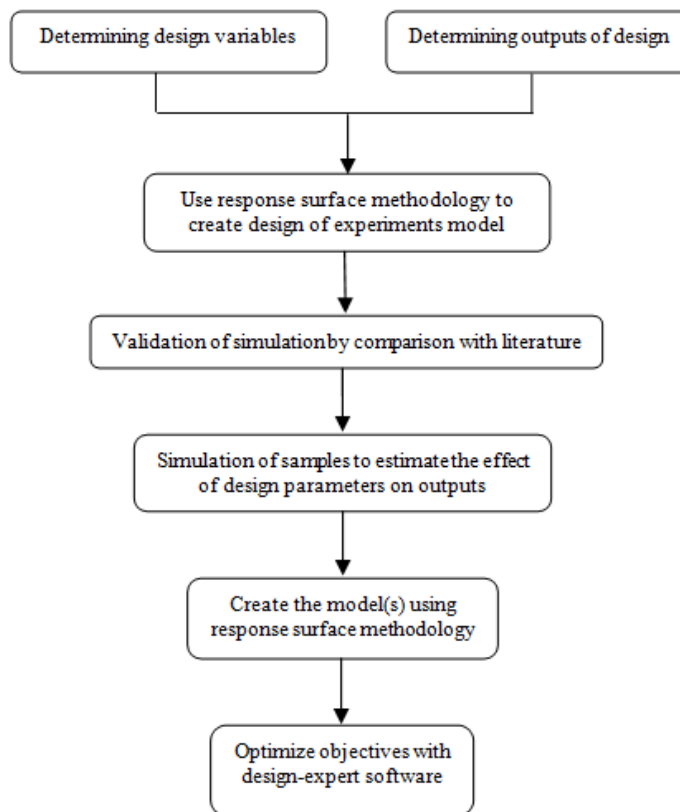 Determining design variables
Determining outputs of design
Use response surface methodology to
create design of experiments model
Validation of simulation by comparison with literature
Simulation of samples to estimate the effect
of design parameters on outputs
Create the model(s) using
response surface methodology
Optimize objectives with
design-expert software